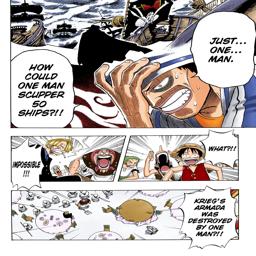 JUST...
ONE...
MAN.
HOW
COULD
ONE MAN
SCUPPER
50
SHIPS?!!
WHAT?!!
IMPOSSIBLE
!!!
KRIEG'S
ARMADA
WAS
DESTROYED
BY ONE
MAN?!!